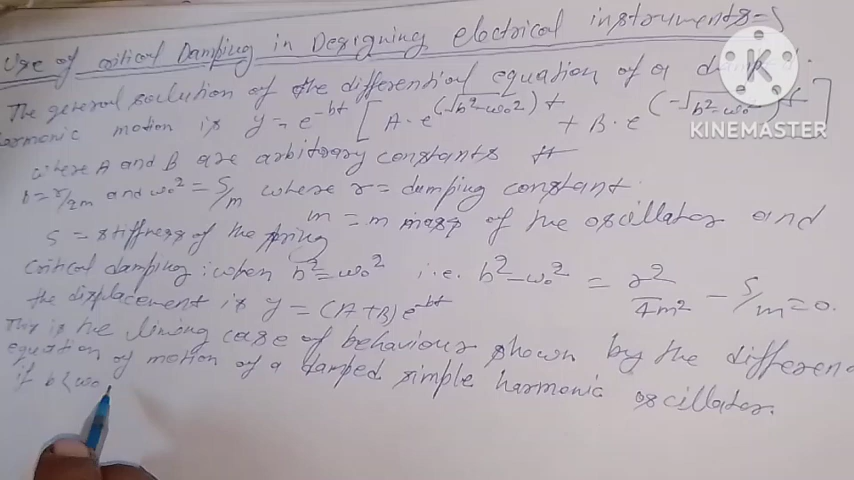 Use of critical Damping in Designing electrical instruments:-
The general solution of the differential equation of a
harmonic motion is y = e^-bt [A.e^(√b²-ω₀²)t + B.e^(-√b²-ω₀²)t]
where A and B are arbitrary constants
b = r/2m and ω₀² = S/m where r = damping constant.
m = m mass of the oscillator and
S = stiffness of the spring
Critical damping : when b² = ω₀² i.e. b² - ω₀² = r²/4m² - S/m = 0.
the displacement is y = (A+B)e^-bt
This is the liming case of behaviour shown by the differen
equation of motion of a damped simple harmonic oscillator.
if b < ω₀
K
KINEMASTER